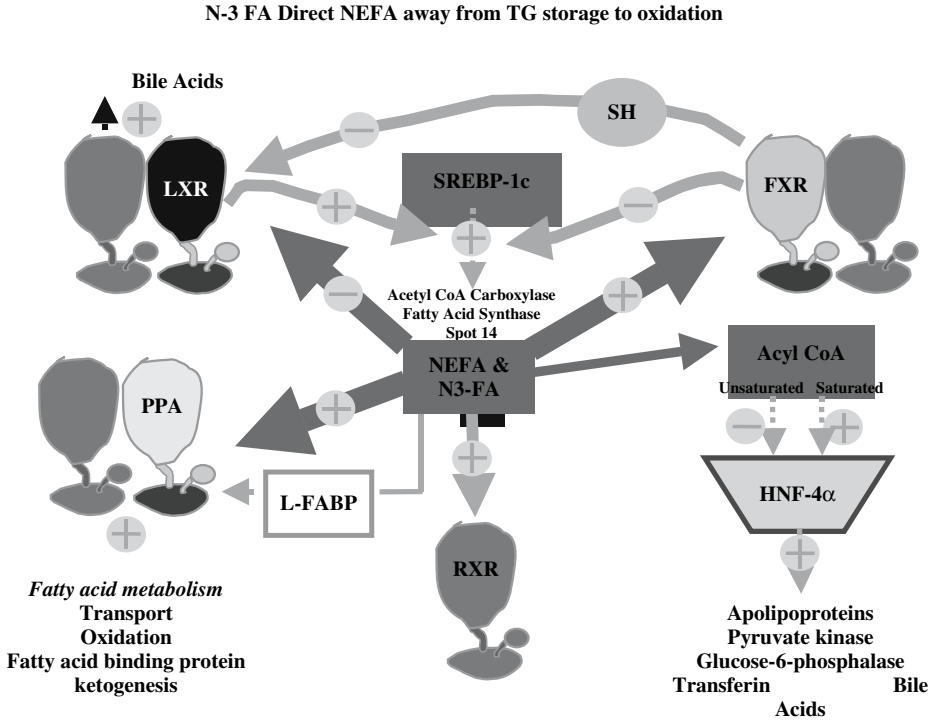 N-3 FA Direct NEFA away from TG storage to oxidation
Bile Acids
SH
LXR
SREBP-1c
FXR
Acetyl CoA Carboxylase
Fatty Acid Synthase
Spot 14
NEFA &
N3-FA
Acyl CoA
Unsaturated Saturated
PPA
L-FABP
HNF-4α
RXR
Fatty acid metabolism
Transport
Oxidation
Fatty acid binding protein
ketogenesis
Apolipoproteins
Pyruvate kinase
Glucose-6-phosphalase
Transferin Bile
Acids